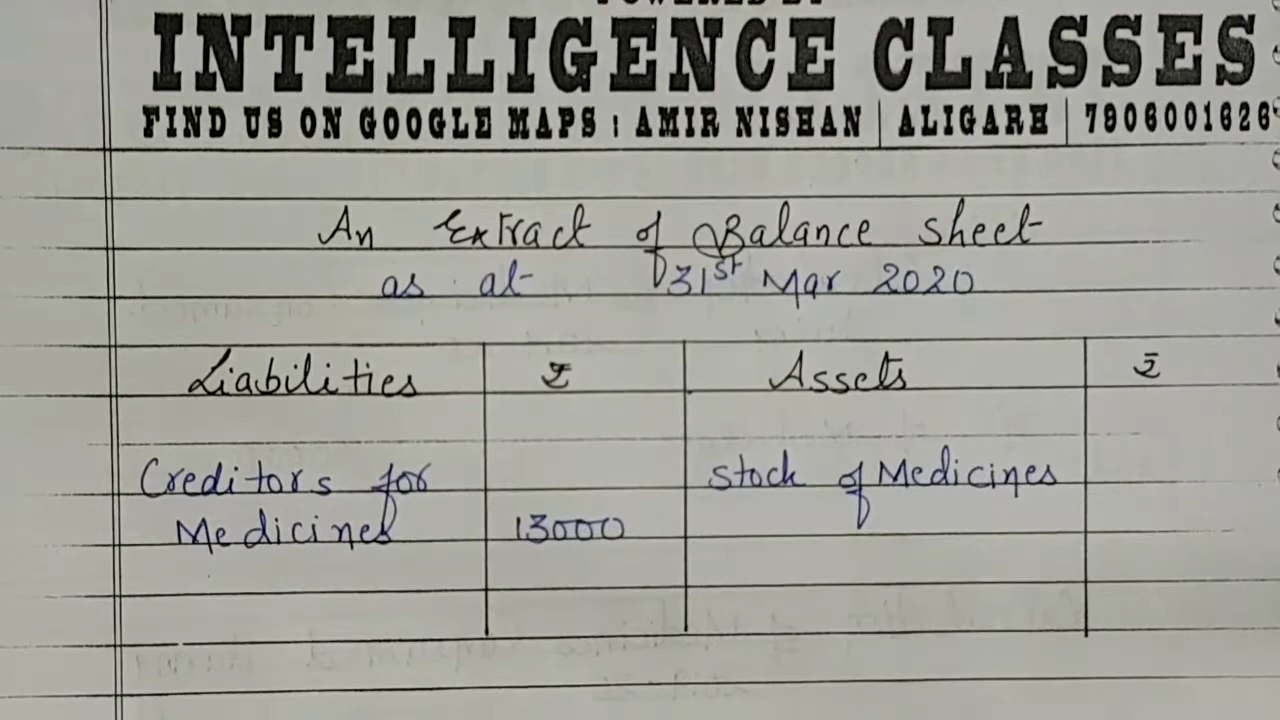 INTELLIGENCE CLASSES
FIND US ON GOOGLE MAPS : AMIR NISHAN | ALIGARH | 7906001626
An Extract of Balance sheet
as at 31st Mar 2020
Liabilities ₹ Assets ₹
Creditors for stock of Medicines
Medicines 13000